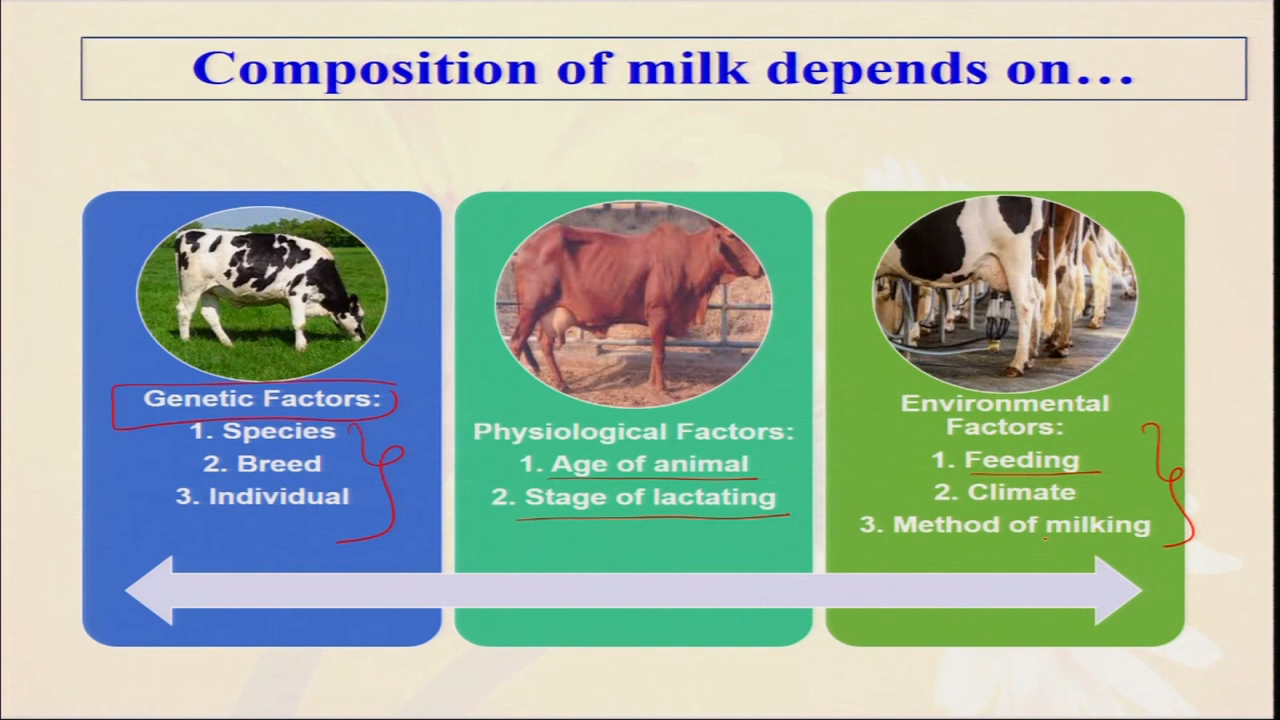 Composition of milk depends on...
Genetic Factors:
1. Species
2. Breed
3. Individual
Physiological Factors:
1. Age of animal
2. Stage of lactating
Environmental
Factors:
1. Feeding
2. Climate
3. Method of milking